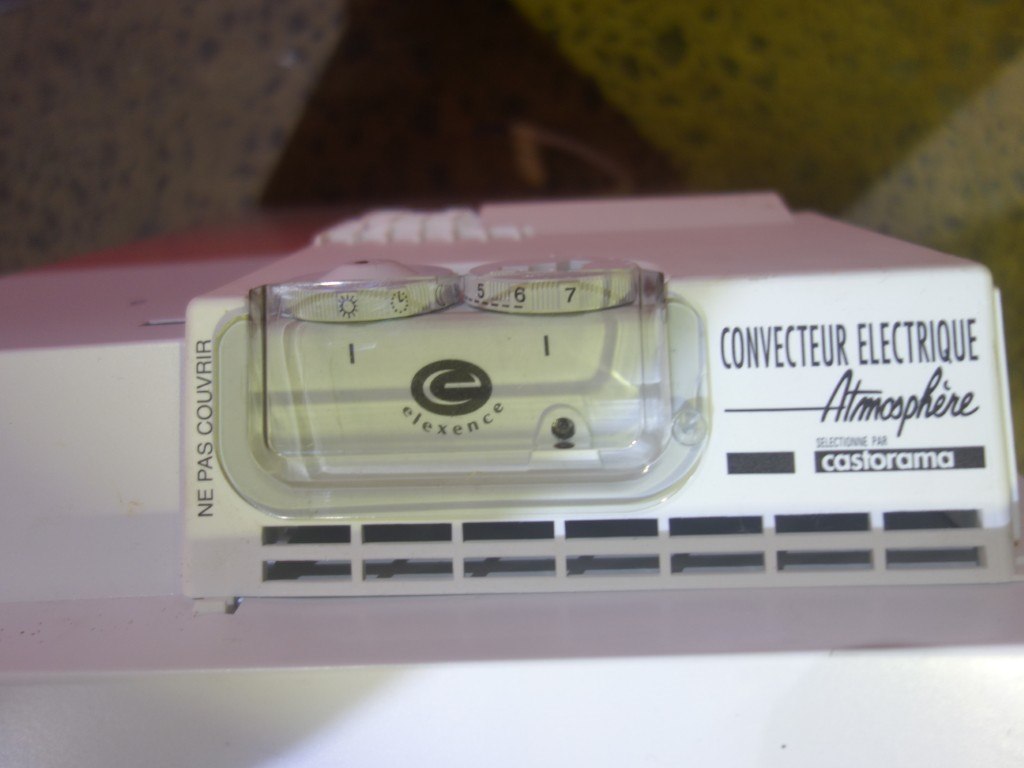 NE PAS COUVRIR
5 6 7
e
elexence
CONVECTEUR ELECTRIQUE
Atmosphère
SELECTIONNE PAR
castorama